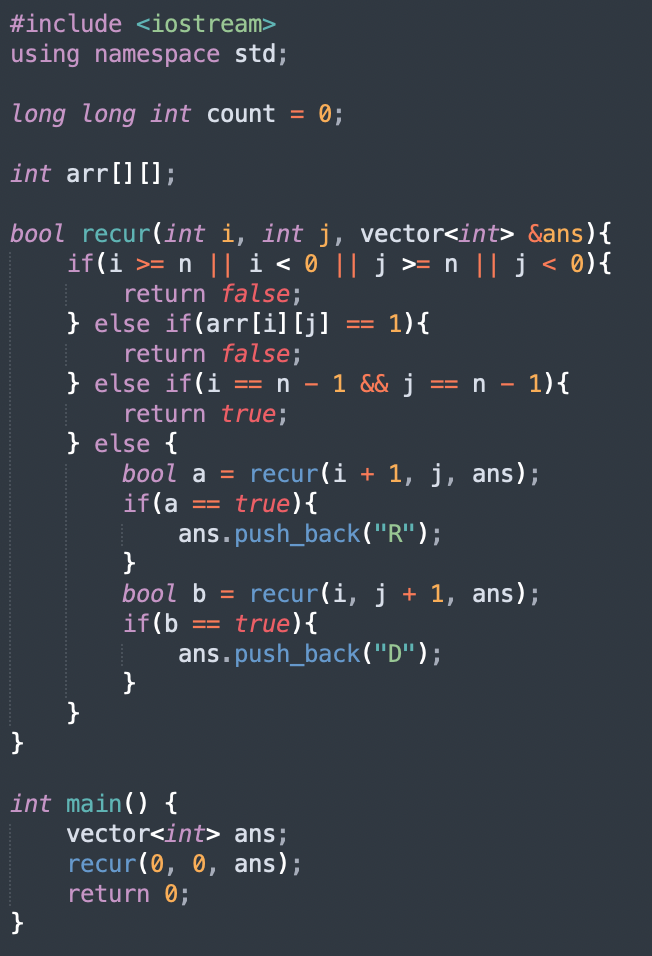 #include <iostream>
using namespace std;

long long int count = 0;

int arr[][];

bool recur(int i, int j, vector<int> &ans){
    if(i >= n || i < 0 || j >= n || j < 0){
        return false;
    } else if(arr[i][j] == 1){
        return false;
    } else if(i == n - 1 && j == n - 1){
        return true;
    } else {
        bool a = recur(i + 1, j, ans);
        if(a == true){
            ans.push_back("R");
        }
        bool b = recur(i, j + 1, ans);
        if(b == true){
            ans.push_back("D");
        }
    }
}

int main() {
    vector<int> ans;
    recur(0, 0, ans);
    return 0;
}